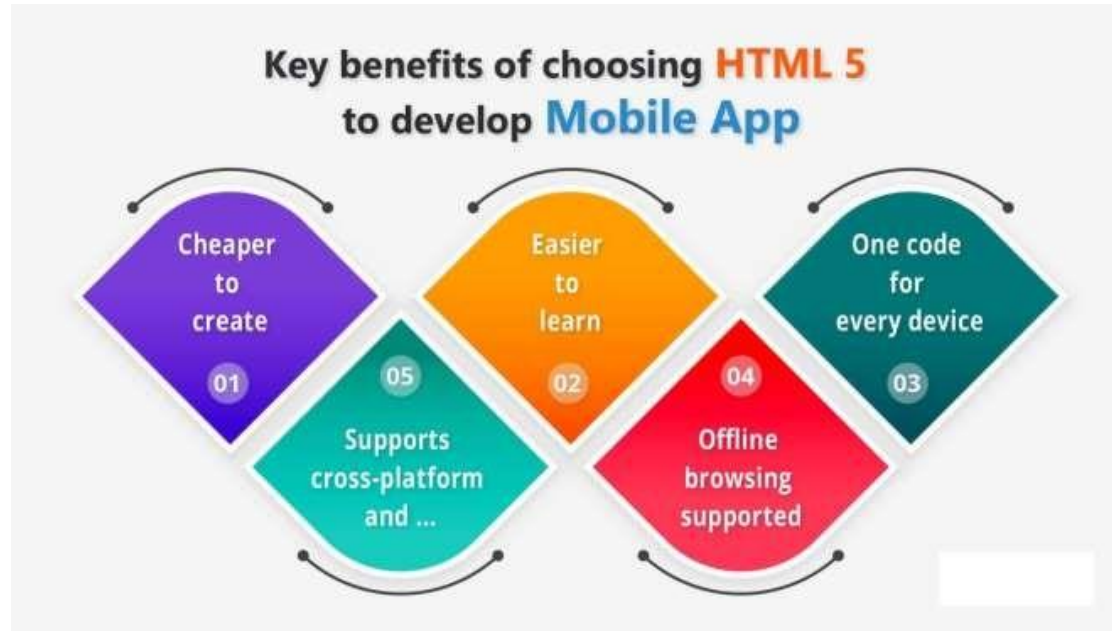 Key benefits of choosing HTML 5
to develop Mobile App
Cheaper
to
create
01
Easier
to
learn
02
One code
for
every device
03
04
Offline
browsing
supported
05
Supports
cross-platform
and ...